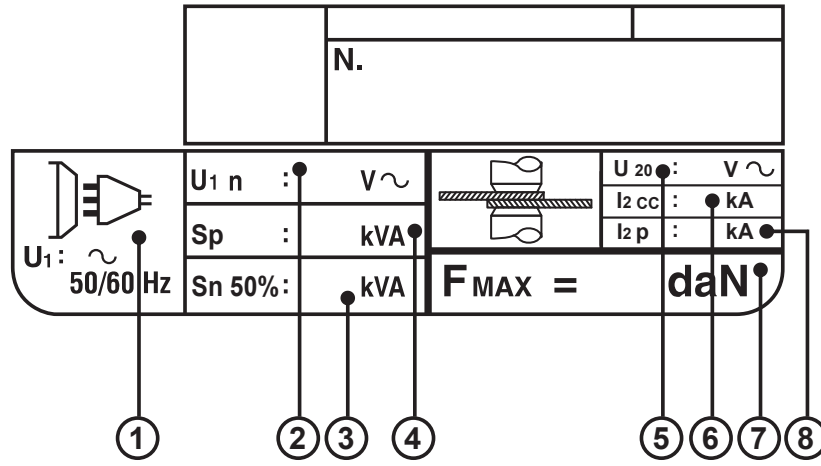 N.
U1 n : V~
Sp : kVA
Sn 50%: kVA
U1: ~
50/60 Hz
U 20 : V~
I2 CC : kA
I2 p : kA
FMAX = daN
1 2 3 4 5 6 7 8